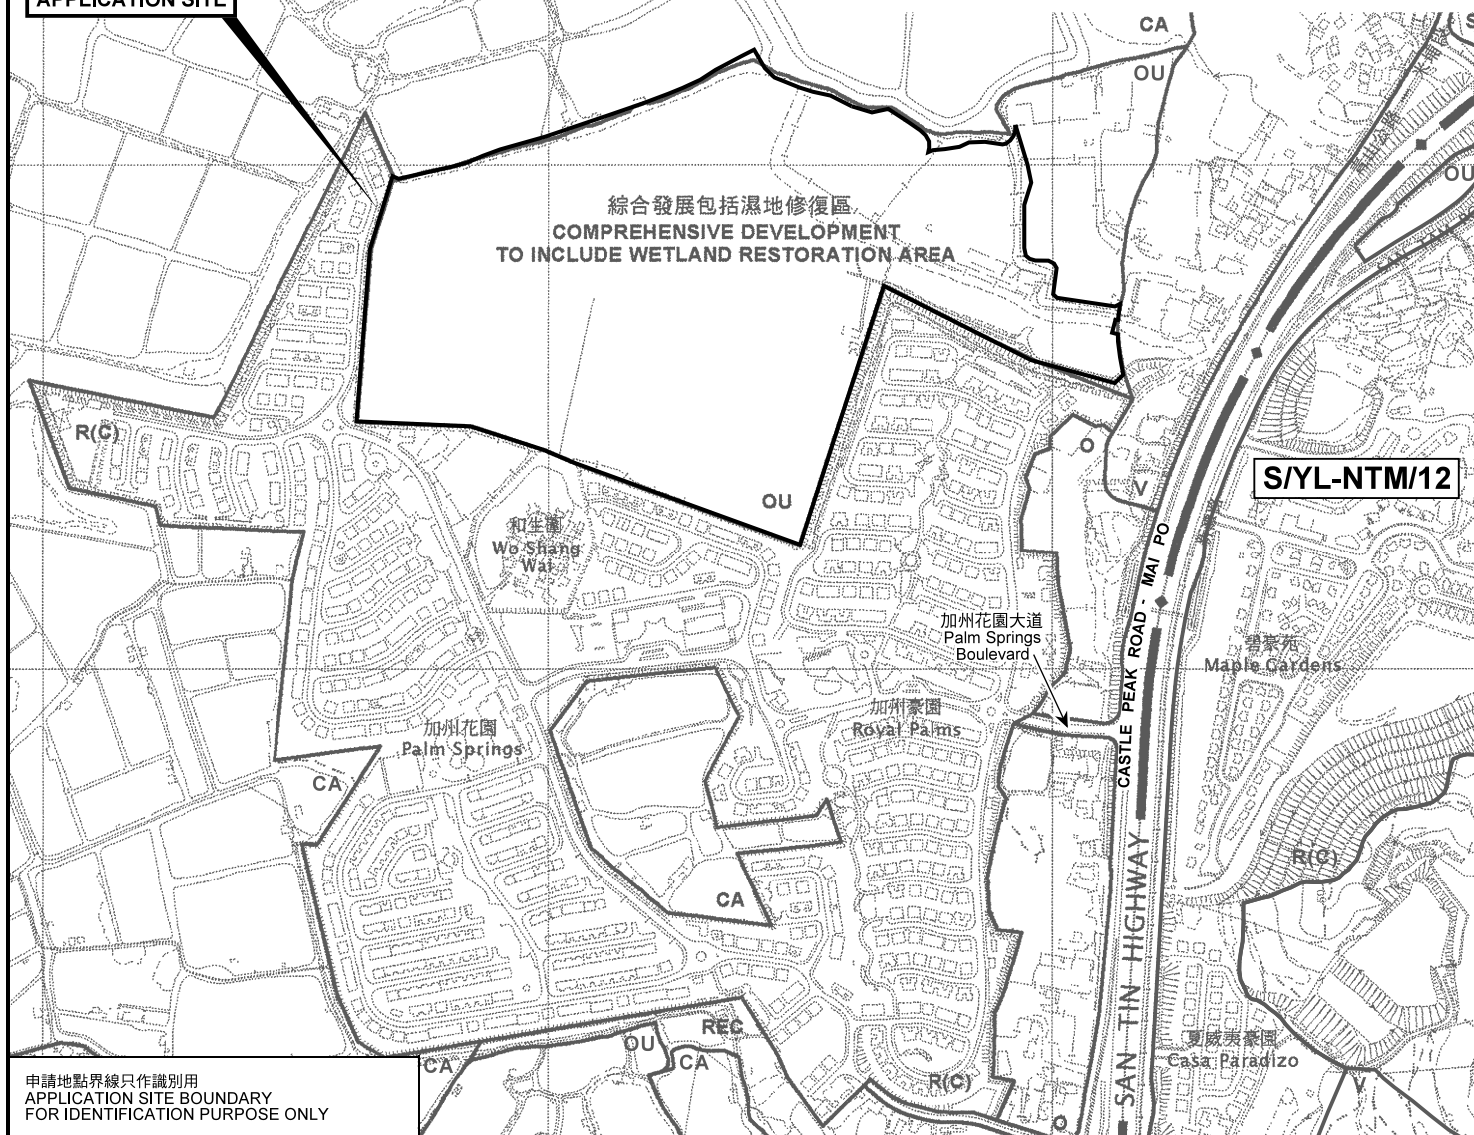 APPLICATION SITE
CA
OU
OU
綜合發展包括濕地修復區
COMPREHENSIVE DEVELOPMENT
TO INCLUDE WETLAND RESTORATION AREA
R(C)
O
V
S/YL-NTM/12
OU
和生圍
Wo Shang
Wai
CASTLE PEAK ROAD - MAI PO
加州花園大道
Palm Springs
Boulevard
碧豪苑
Maple Gardens
加州花園
Palm Springs
加州豪園
Royal Palms
CA
CA
R(C)
SAN TIN HIGHWAY
REC
OU
CA
CA
R(C)
夏威夷豪園
Casa Paradizo
V
O
申請地點界線只作識別用
APPLICATION SITE BOUNDARY
FOR IDENTIFICATION PURPOSE ONLY